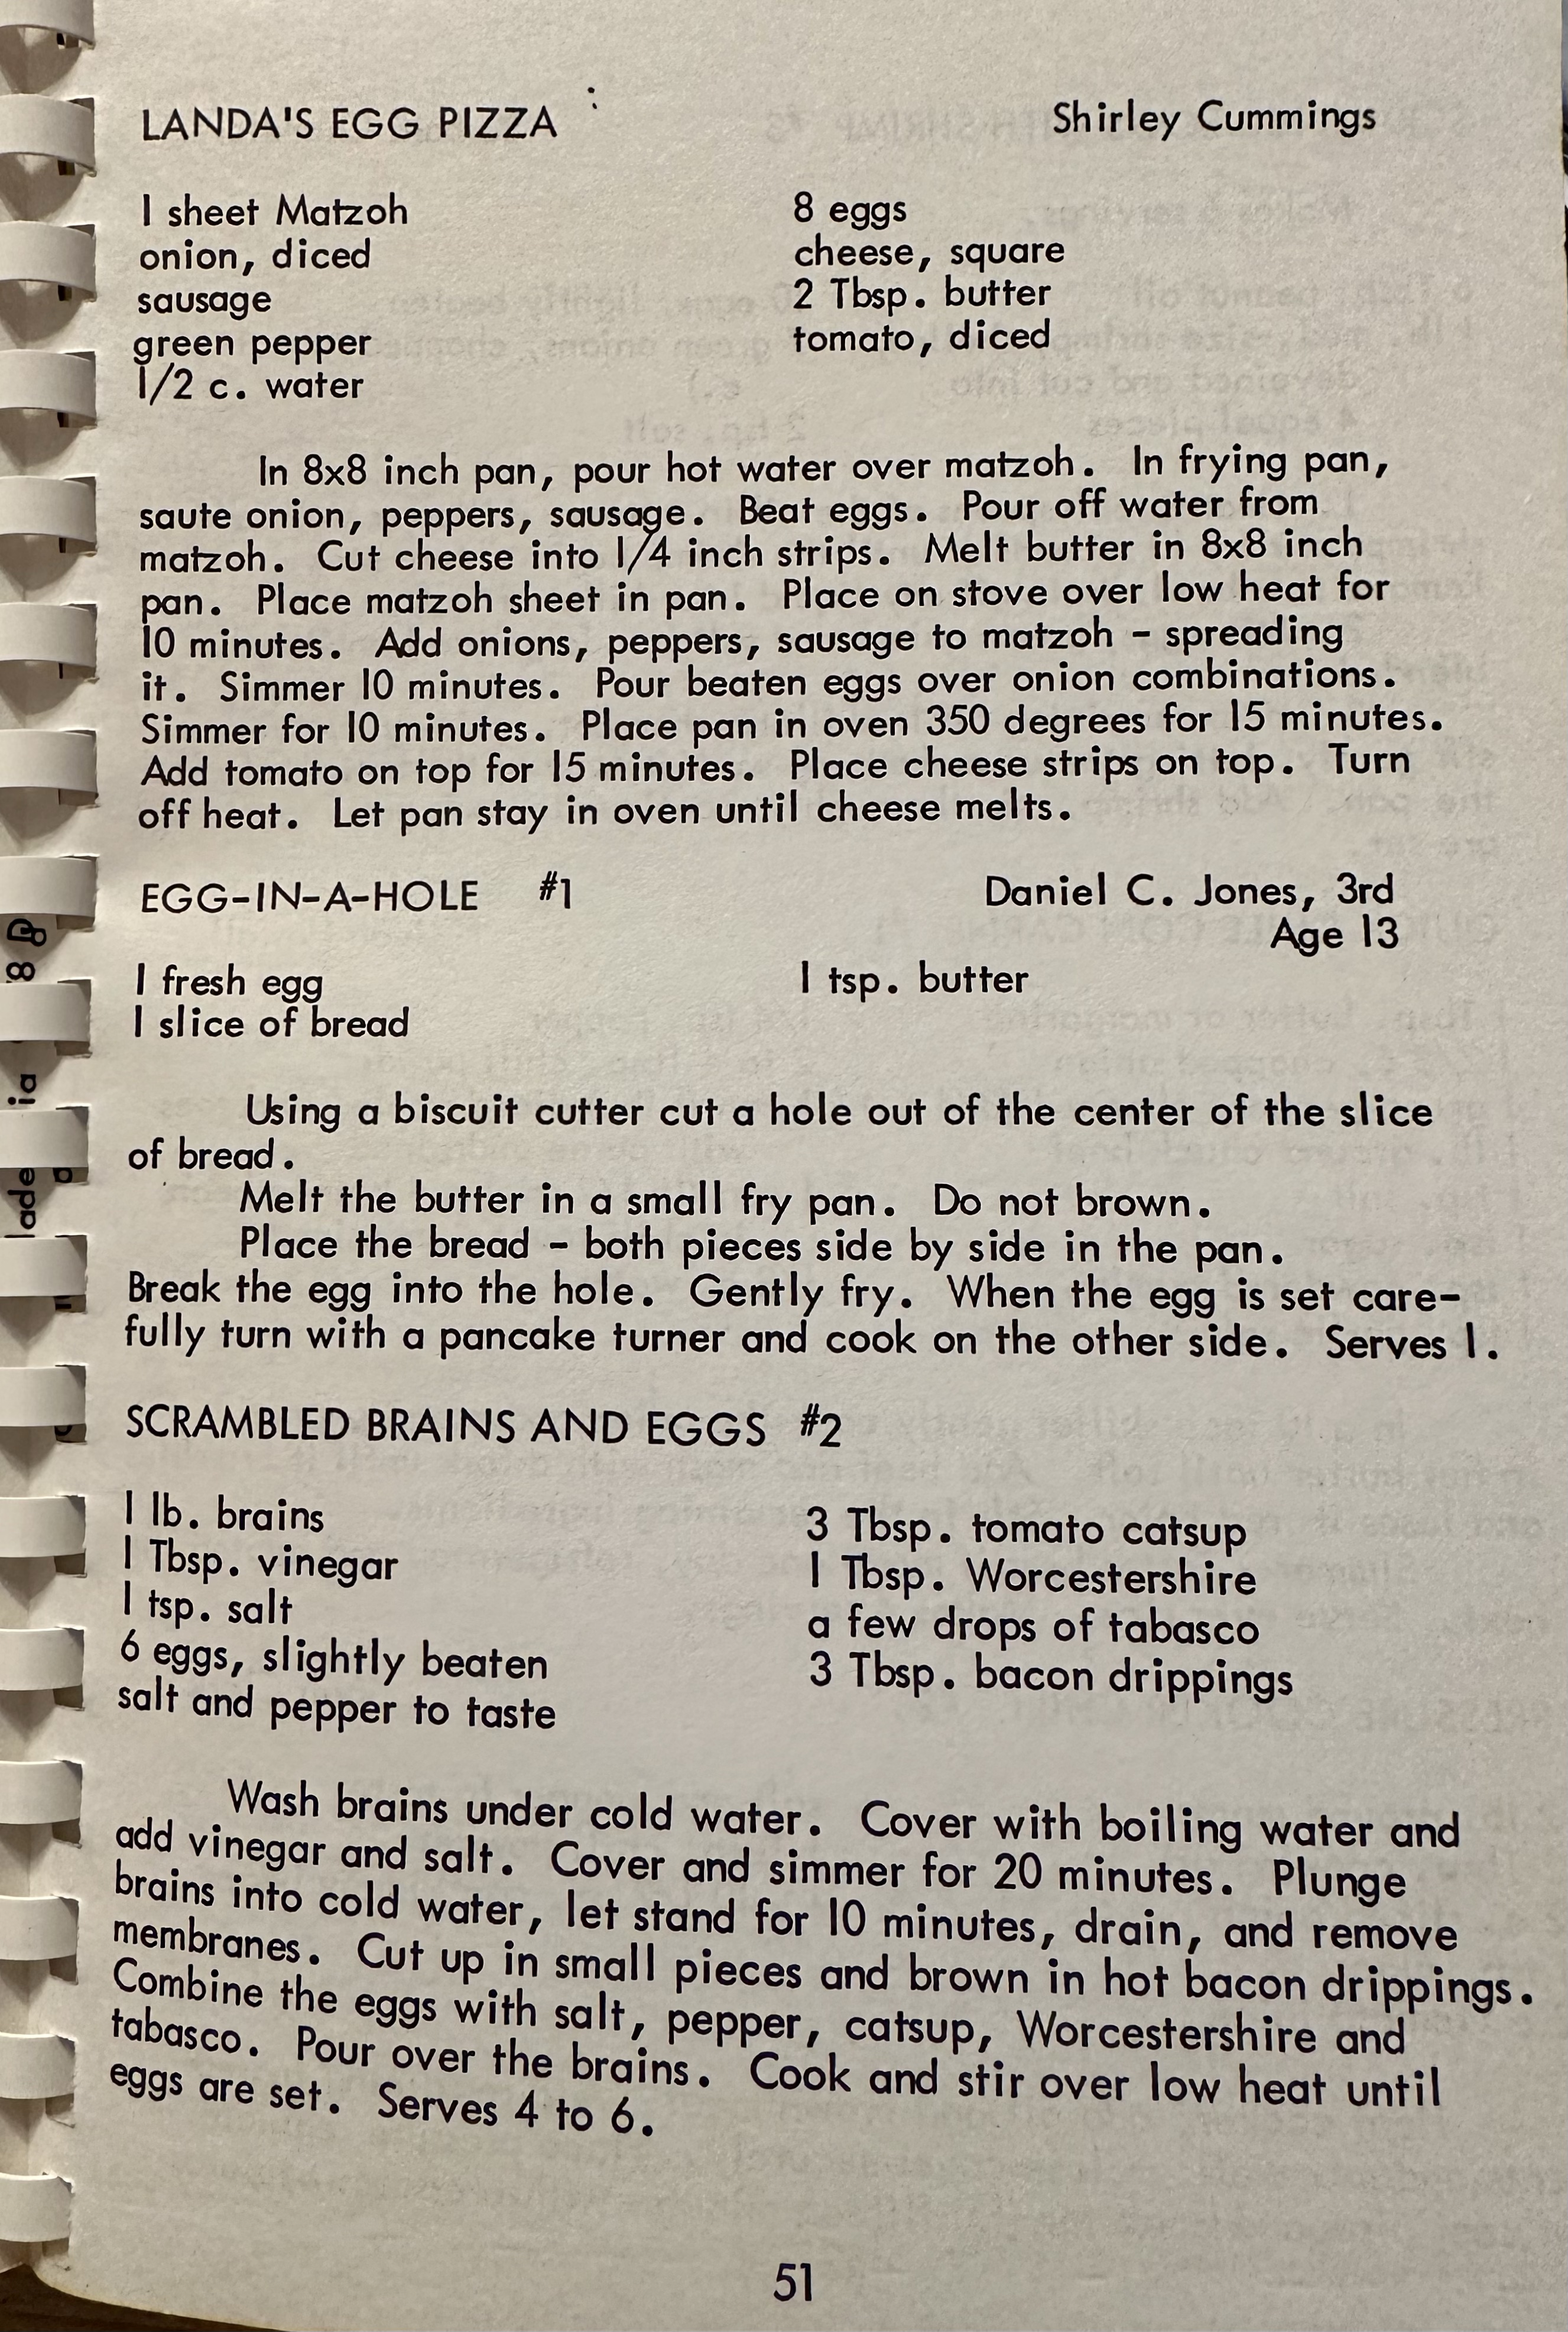 LANDA'S EGG PIZZA Shirley Cummings
1 sheet Matzoh 8 eggs
onion, diced cheese, square
sausage 2 Tbsp. butter
green pepper tomato, diced
1/2 c. water
In 8x8 inch pan, pour hot water over matzoh. In frying pan,
saute onion, peppers, sausage. Beat eggs. Pour off water from
matzoh. Cut cheese into 1/4 inch strips. Melt butter in 8x8 inch
pan. Place matzoh sheet in pan. Place on stove over low heat for
10 minutes. Add onions, peppers, sausage to matzoh - spreading
it. Simmer 10 minutes. Pour beaten eggs over onion combinations.
Simmer for 10 minutes. Place pan in oven 350 degrees for 15 minutes.
Add tomato on top for 15 minutes. Place cheese strips on top. Turn
off heat. Let pan stay in oven until cheese melts.
EGG-IN-A-HOLE #1 Daniel C. Jones, 3rd
Age 13
1 fresh egg 1 tsp. butter
1 slice of bread
Using a biscuit cutter cut a hole out of the center of the slice
of bread.
Melt the butter in a small fry pan. Do not brown.
Place the bread - both pieces side by side in the pan.
Break the egg into the hole. Gently fry. When the egg is set care-
fully turn with a pancake turner and cook on the other side. Serves 1.
SCRAMBLED BRAINS AND EGGS #2
1 lb. brains 3 Tbsp. tomato catsup
1 Tbsp. vinegar 1 Tbsp. Worcestershire
1 tsp. salt a few drops of tabasco
6 eggs, slightly beaten 3 Tbsp. bacon drippings
salt and pepper to taste
Wash brains under cold water. Cover with boiling water and
add vinegar and salt. Cover and simmer for 20 minutes. Plunge
brains into cold water, let stand for 10 minutes, drain, and remove
membranes. Cut up in small pieces and brown in hot bacon drippings.
Combine the eggs with salt, pepper, catsup, Worcestershire and
tabasco. Pour over the brains. Cook and stir over low heat until
eggs are set. Serves 4 to 6.
51